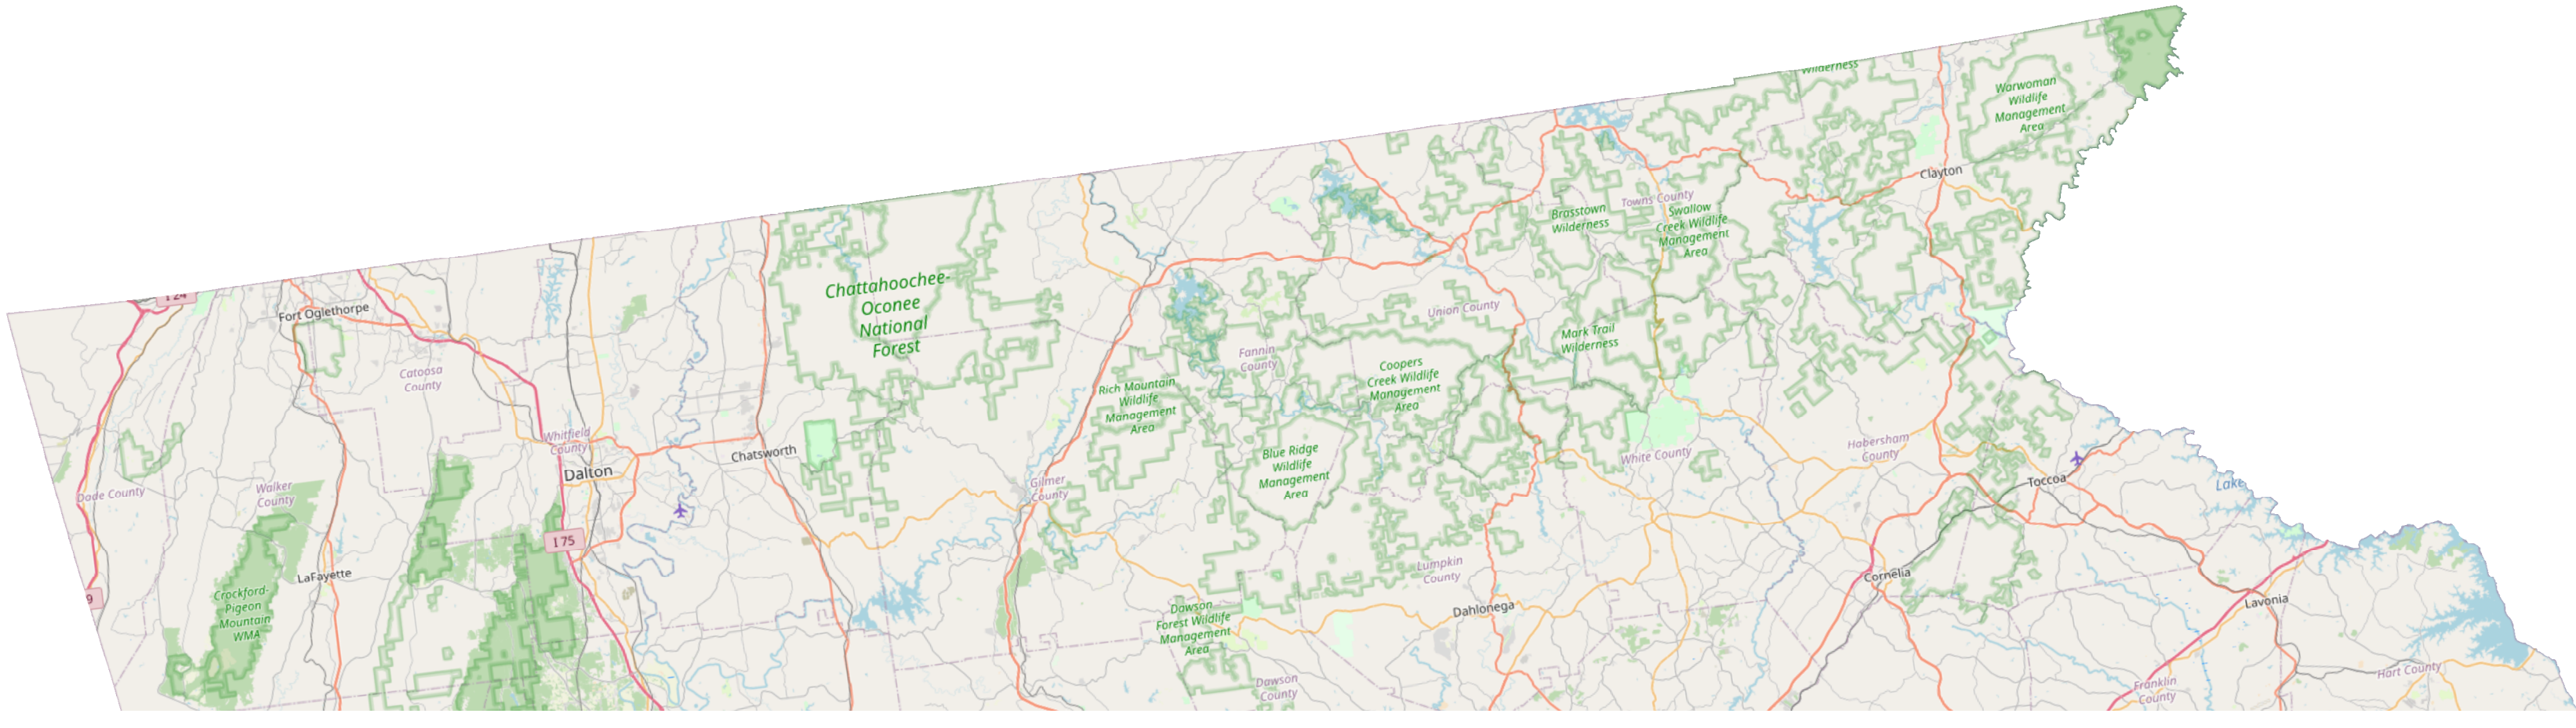 Wilderness
Warwoman
Wildlife
Management
Area
Clayton
Towns County
Brasstown
Wilderness
Swallow
Creek Wildlife
Management
Area
Chattahoochee-
Oconee
National
Forest
I 24
Fort Oglethorpe
Union County
Mark Trail
Wilderness
Fannin
County
Coopers
Creek Wildlife
Management
Area
Catoosa
County
Rich Mountain
Wildlife
Management
Area
Whitfield
County
Dalton
Chatsworth
Blue Ridge
Wildlife
Management
Area
White County
Habersham
County
Toccoa
Lake
Dade County
Walker
County
Gilmer
County
I 75
LaFayette
9
Crockford-
Pigeon
Mountain
WMA
Lumpkin
County
Dahlonega
Cornelia
Lavonia
Dawson
Forest Wildlife
Management
Area
Dawson
County
Franklin
County
Hart County